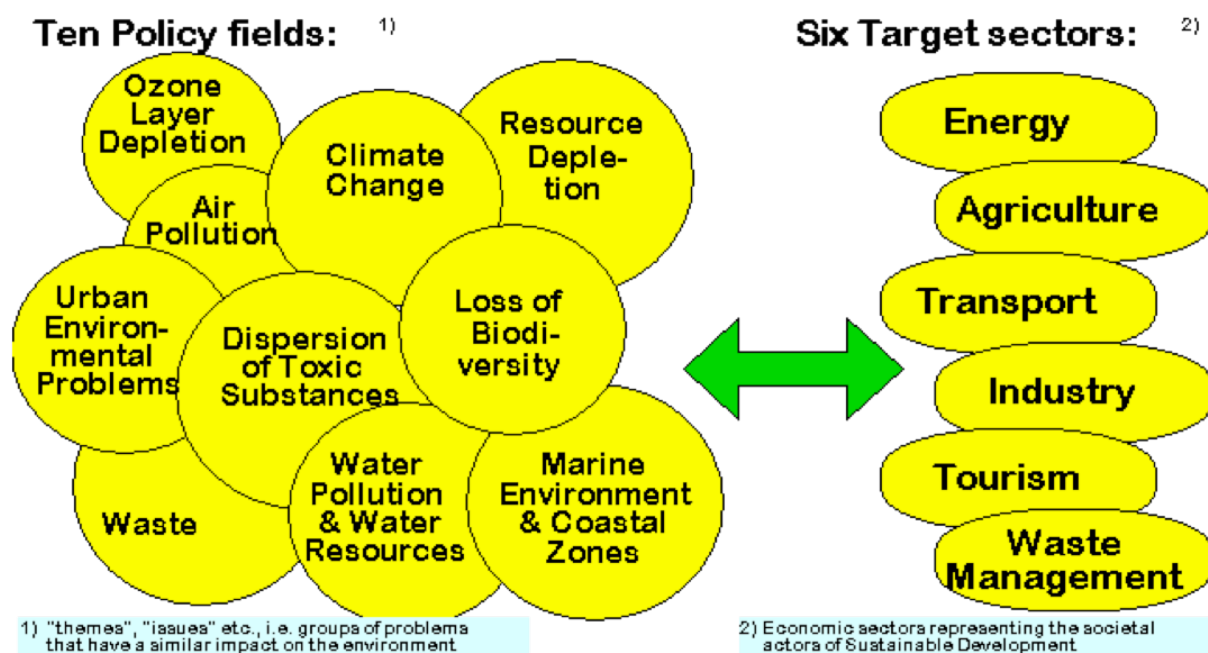 Ten Policy fields: 1)
Ozone
Layer
Depletion
Climate
Change
Resource
Deple-
tion
Air
Pollution
Urban
Environ-
mental
Problems
Dispersion
of Toxic
Substances
Loss of
Biodi-
versity
Waste
Water
Pollution
& Water
Resources
Marine
Environment
& Coastal
Zones
1) "themes", "issues" etc., i.e. groups of problems
that have a similar impact on the environment
Six Target sectors: 2)
Energy
Agriculture
Transport
Industry
Tourism
Waste
Management
2) Economic sectors representing the societal
actors of Sustainable Development